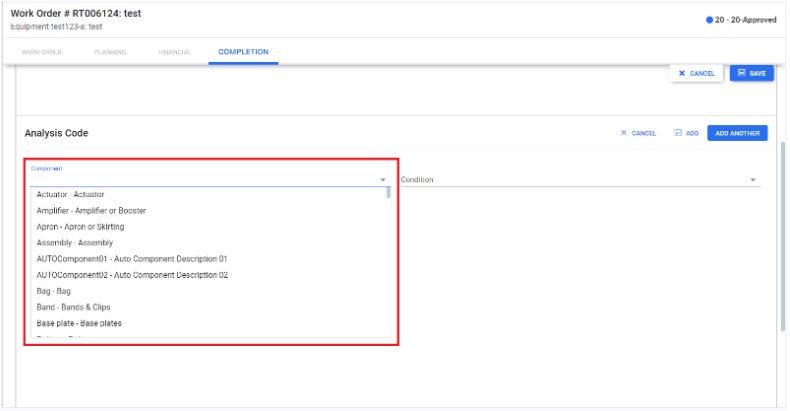 Work Order # RT006124: test
Equipment test123-a: test
20 - 20-Approved
WORK ORDER PLANNING FINANCIAL COMPLETION
CANCEL SAVE
Analysis Code
CANCEL ADD ADD ANOTHER
Component
Condition
Actuator - Actuator
Amplifier - Amplifier or Booster
Apron - Apron or Skirting
Assembly - Assembly
AUTOComponent01 - Auto Component Description 01
AUTOComponent02 - Auto Component Description 02
Bag - Bag
Band - Bands & Clips
Base plate - Base plates